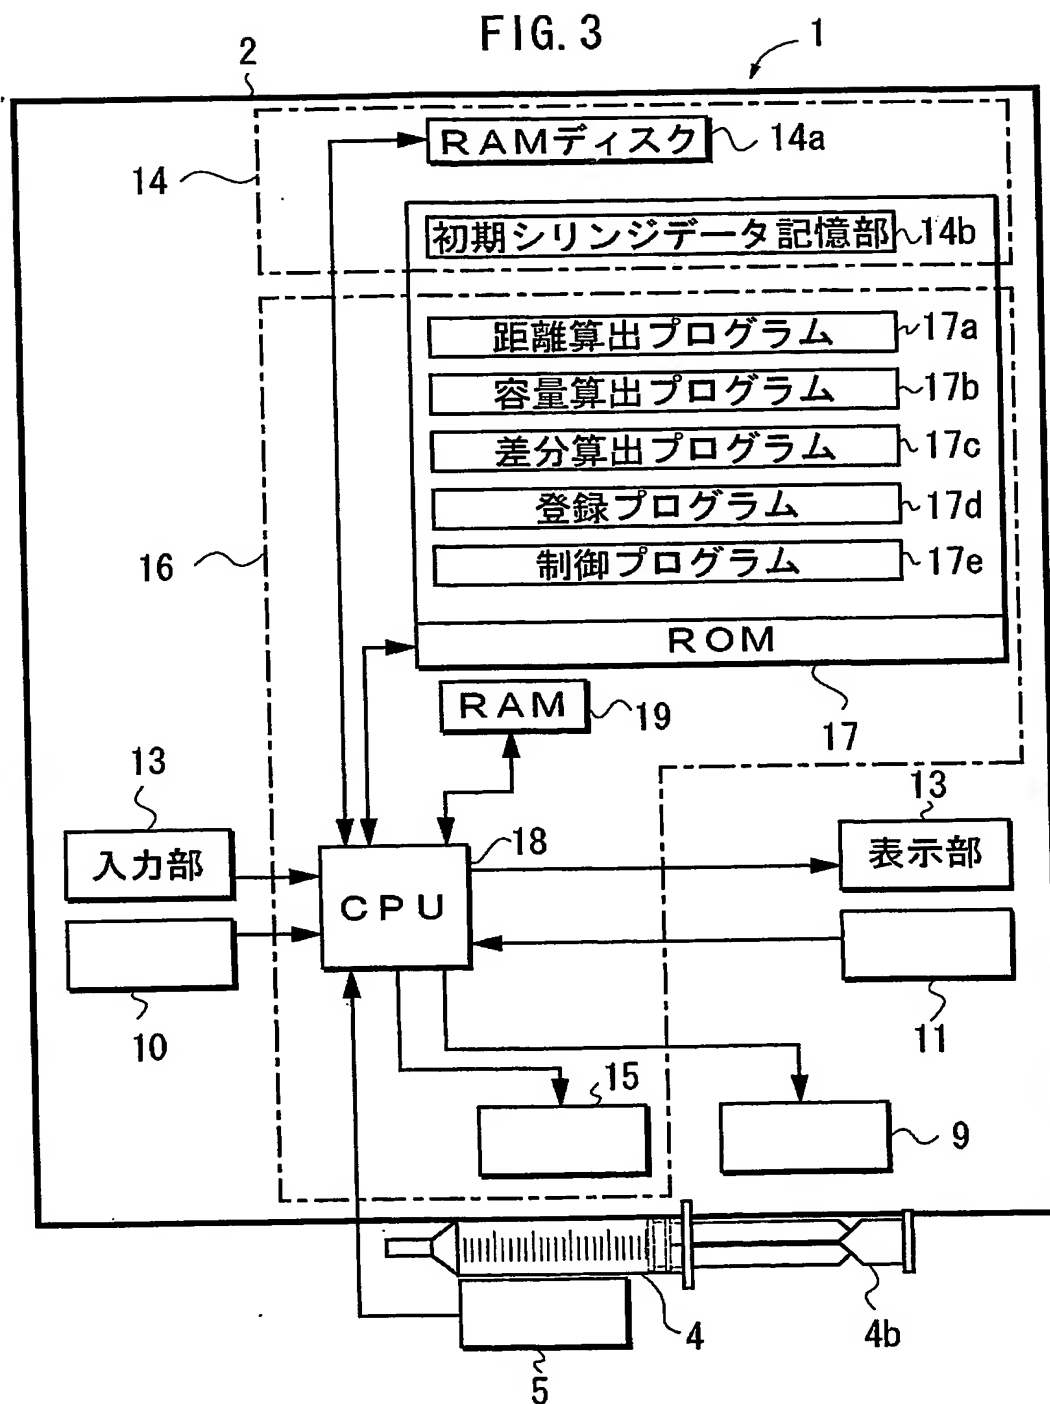 FIG. 3
1
2
RAMディスク
14a
14
初期シリンジデータ記憶部
14b
距離算出プログラム
17a
容量算出プログラム
17b
差分算出プログラム
17c
登録プログラム
17d
16
制御プログラム
17e
ROM
RAM
19
17
13
13
入力部
18
表示部
CPU
10
11
15
9
4
4b
5